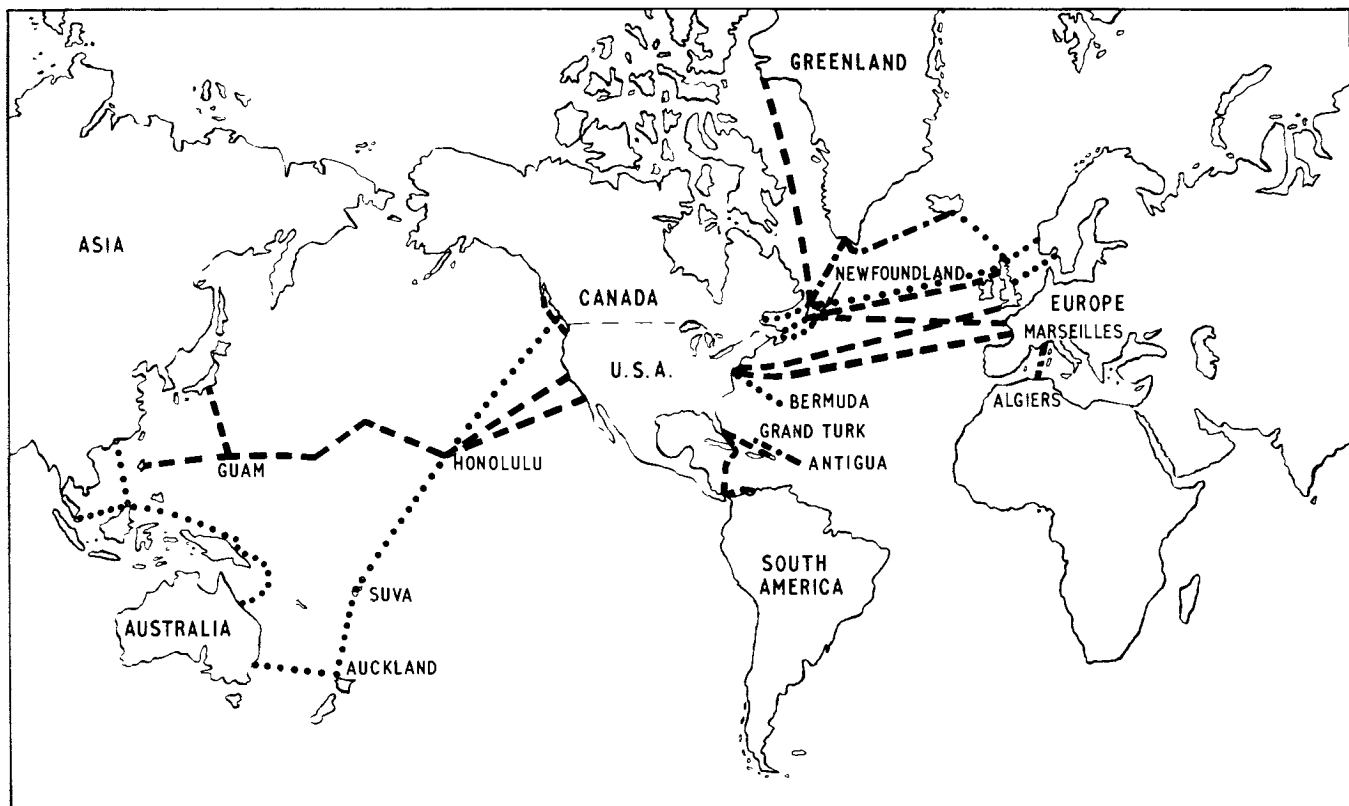 GREENLAND
ASIA
NEWFOUNDLAND
CANADA
EUROPE
MARSEILLES
U.S.A.
ALGIERS
BERMUDA
GRAND TURK
ANTIGUA
GUAM
HONOLULU
SOUTH
AMERICA
SUVA
AUSTRALIA
AUCKLAND